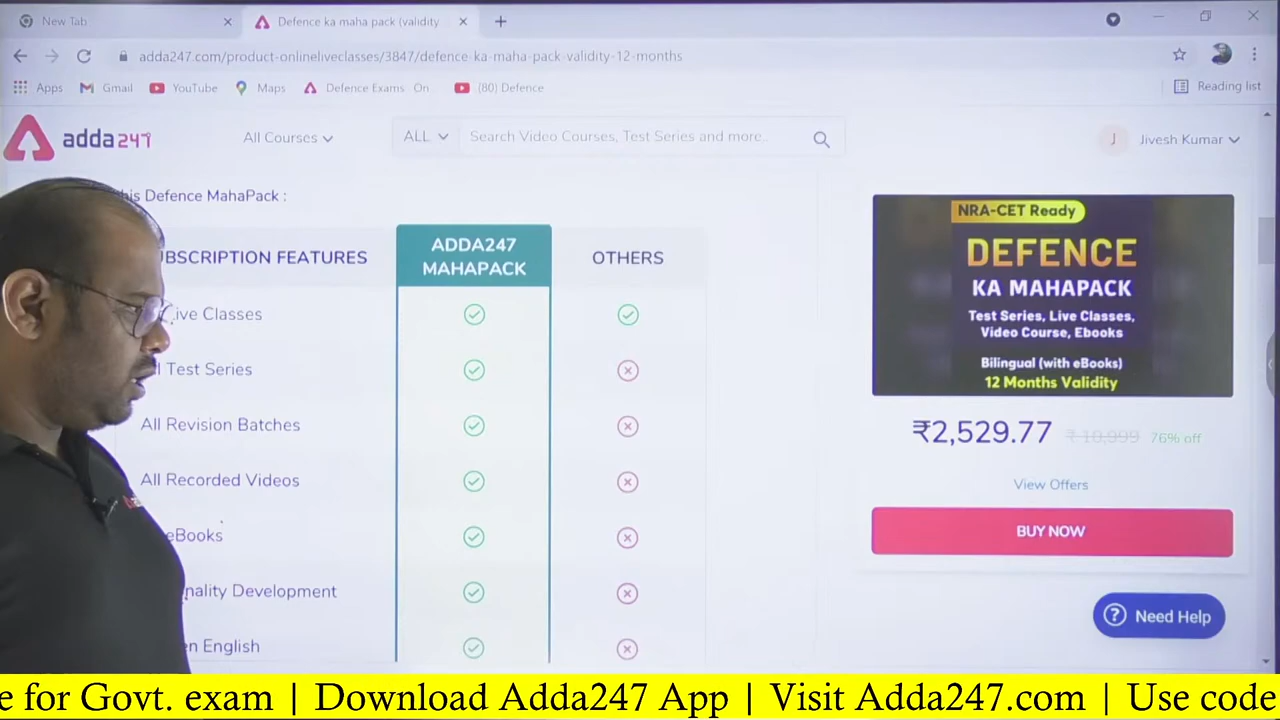 New Tab
Defence ka maha pack (validity
adda247.com/product-onlineliveclasses/3847/defence-ka-maha-pack-validity-12-months
Apps
Gmail
YouTube
Maps
Defence Exams On
(80) Defence
Reading list
adda247
All Courses
ALL
Search Video Courses, Test Series and more..
J
Jivesh Kumar
his Defence MahaPack :
UBSCRIPTION FEATURES
ADDA247
MAHAPACK
OTHERS
Live Classes
Test Series
All Revision Batches
All Recorded Videos
eBooks
nality Development
en English
NRA-CET Ready
DEFENCE
KA MAHAPACK
Test Series, Live Classes,
Video Course, Ebooks
Bilingual (with eBooks)
12 Months Validity
₹2,529.77 ₹ 10,999 76% off
View Offers
BUY NOW
Need Help
e for Govt. exam | Download Adda247 App | Visit Adda247.com | Use code